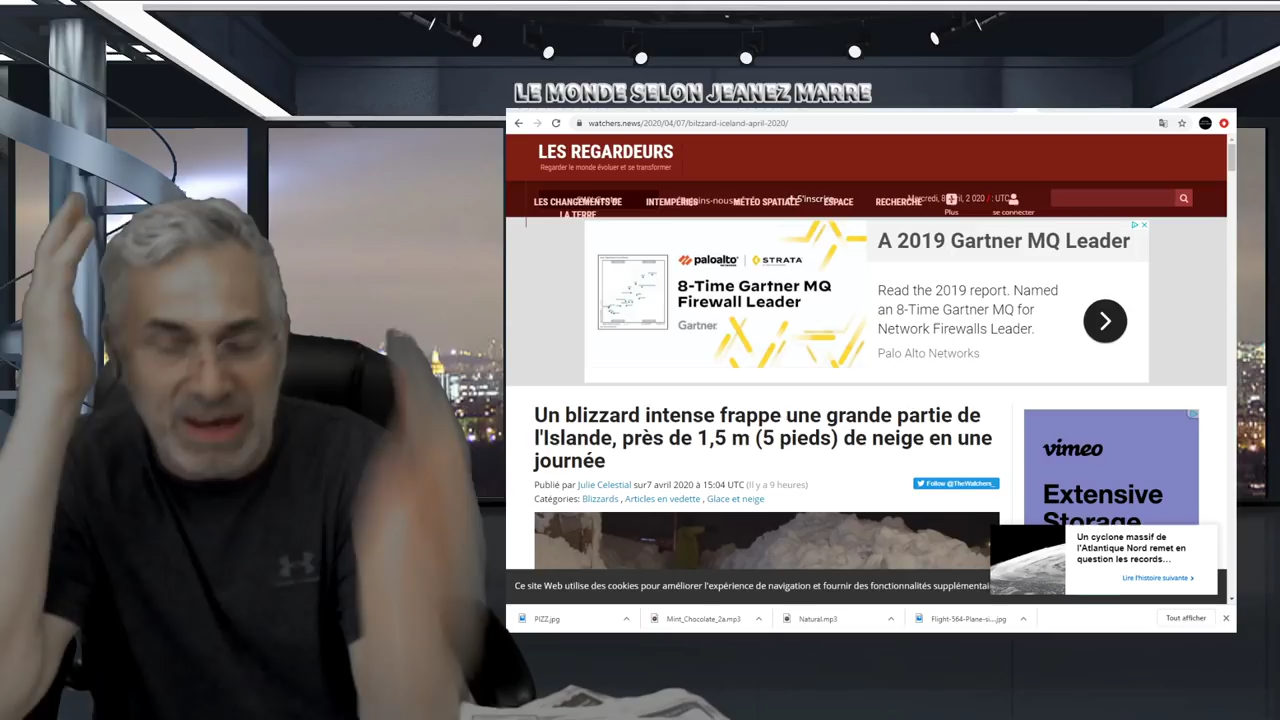 LE MONDE SELON JEANEZ MARRE
watchers.news/2020/04/07/bilzzard-iceland-april-2020/
LES REGARDEURS
Regarder le monde évoluer et se transformer
LES CHANGEMENTS DE LA TERRE
INTEMPÉRIES
MÉTÉO SPATIALE
S'inscrire
ESPACE
RECHERCHE
Plus
se connecter
A 2019 Gartner MQ Leader
paloalto
STRATA
8-Time Gartner MQ
Firewall Leader
Gartner
Read the 2019 report. Named
an 8-Time Gartner MQ for
Network Firewalls Leader.
Palo Alto Networks
Un blizzard intense frappe une grande partie de
l'Islande, près de 1,5 m (5 pieds) de neige en une
journée
Publié par Julie Celestial sur7 avril 2020 à 15:04 UTC (Il y a 9 heures)
Follow @TheWatchers_
Catégories: Blizzards , Articles en vedette , Glace et neige
vimeo
Extensive
Storage
Un cyclone massif de
l'Atlantique Nord remet en
question les records...
Lire l'histoire suivante
Ce site Web utilise des cookies pour améliorer l'expérience de navigation et fournir des fonctionnalités supplémentai
PIZZ.jpg
Mint_Chocolate_2a.mp3
Natural.mp3
Flight-564-Plane-si....jpg
Tout afficher